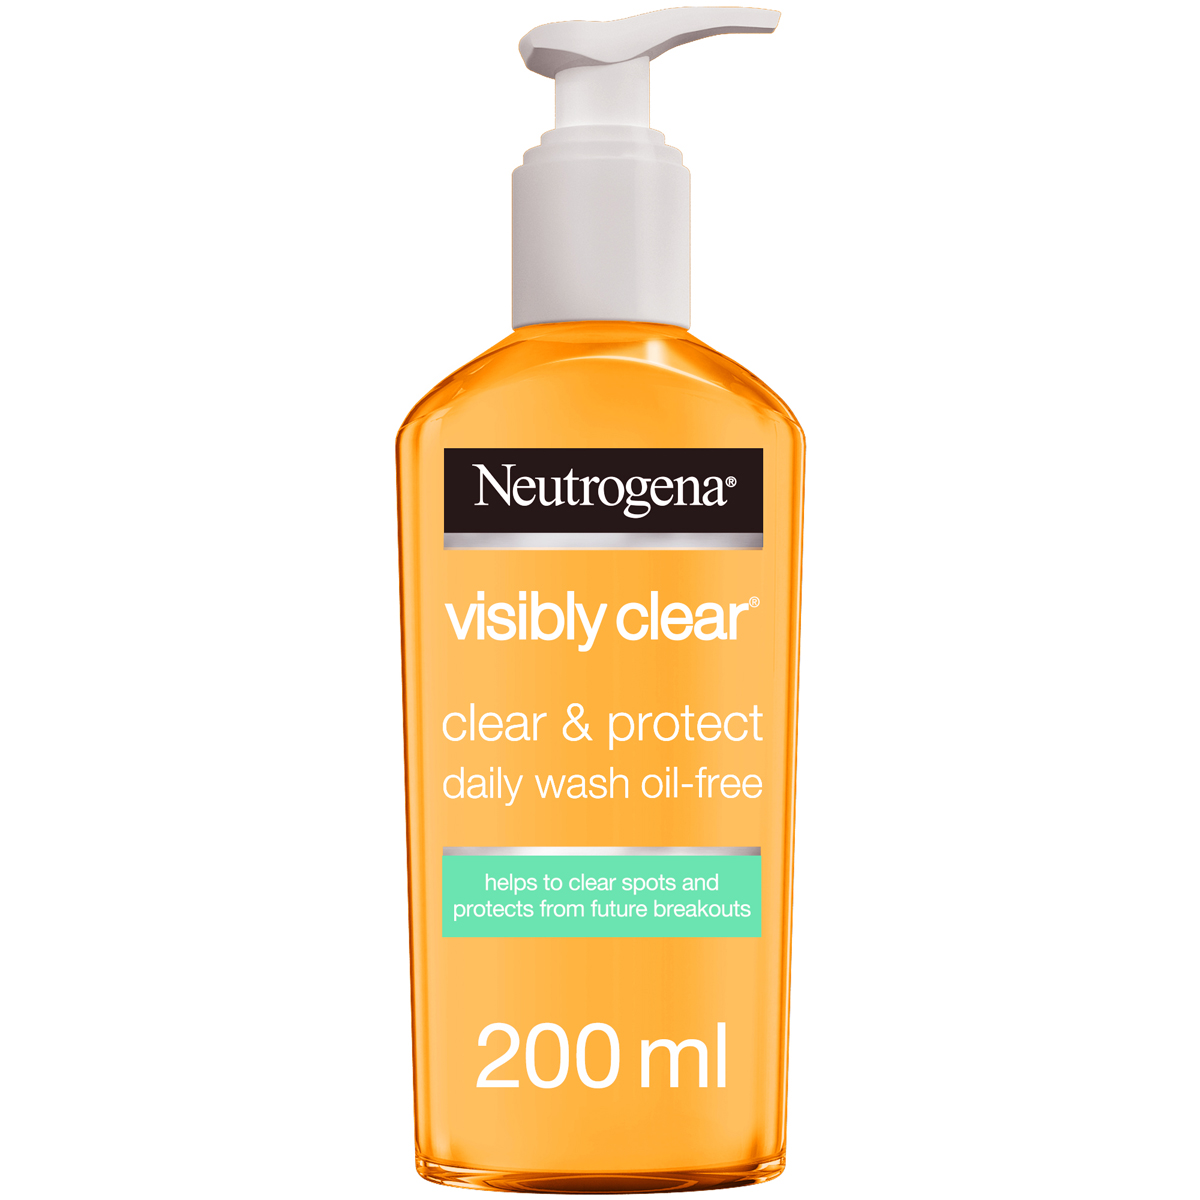 Neutrogena®
visibly clear®
clear & protect
daily wash oil-free
helps to clear spots and
protects from future breakouts
200 ml